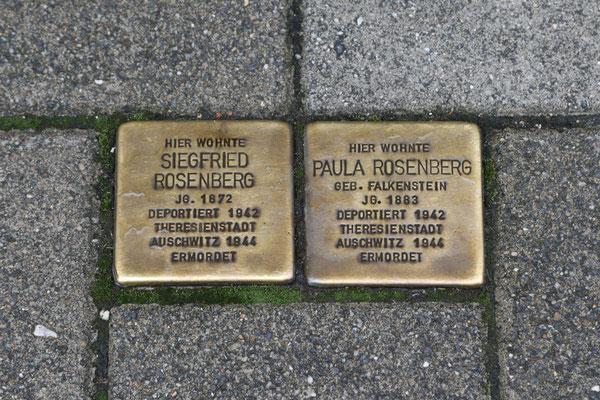 HIER WOHNTE
SIEGFRIED
ROSENBERG
JG. 1872
DEPORTIERT 1942
THERESIENSTADT
AUSCHWITZ 1944
ERMORDET
HIER WOHNTE
PAULA ROSENBERG
GEB. FALKENSTEIN
JG. 1883
DEPORTIERT 1942
THERESIENSTADT
AUSCHWITZ 1944
ERMORDET